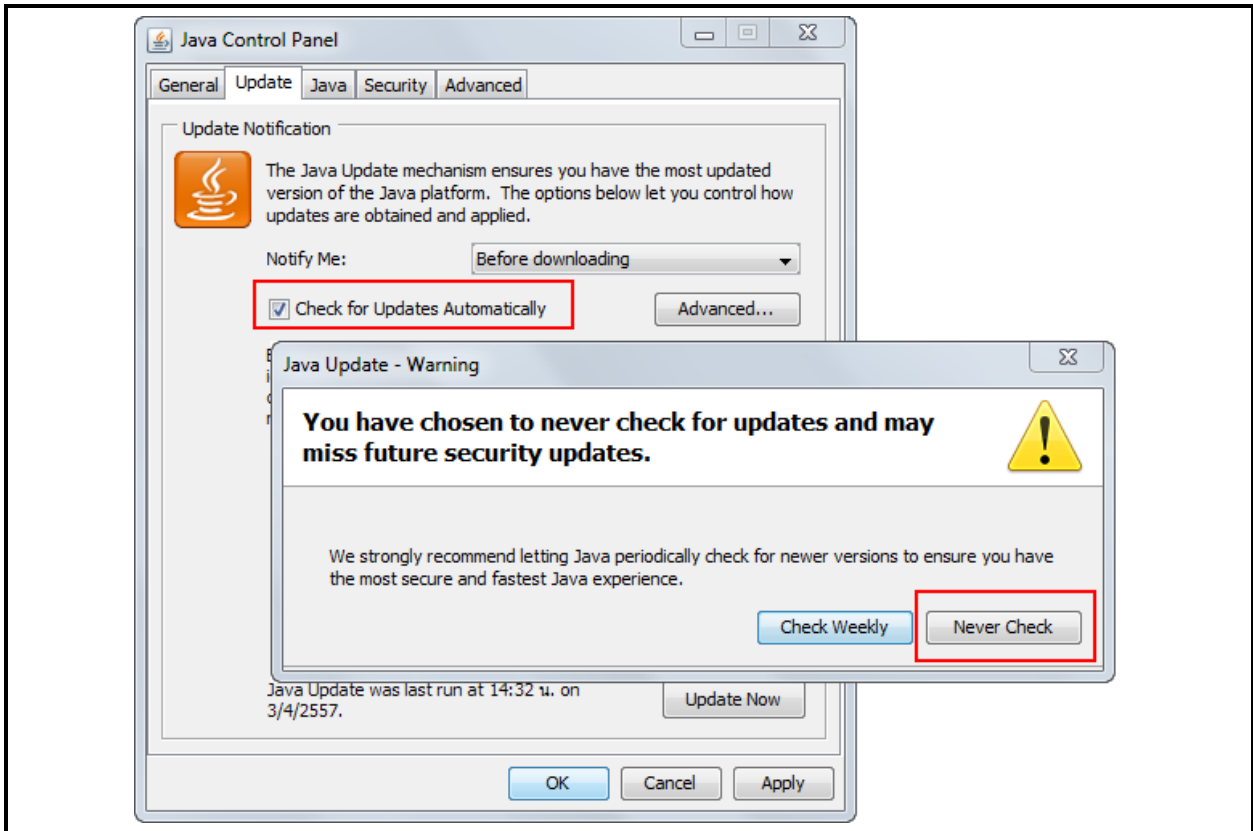 Java Control Panel
General Update Java Security Advanced
Update Notification
The Java Update mechanism ensures you have the most updated
version of the Java platform. The options below let you control how
updates are obtained and applied.
Notify Me: Before downloading
Check for Updates Automatically Advanced...
Java Update - Warning
You have chosen to never check for updates and may
miss future security updates.
We strongly recommend letting Java periodically check for newer versions to ensure you have
the most secure and fastest Java experience.
Check Weekly Never Check
Java Update was last run at 14:32 น. on
3/4/2557.
Update Now
OK Cancel Apply